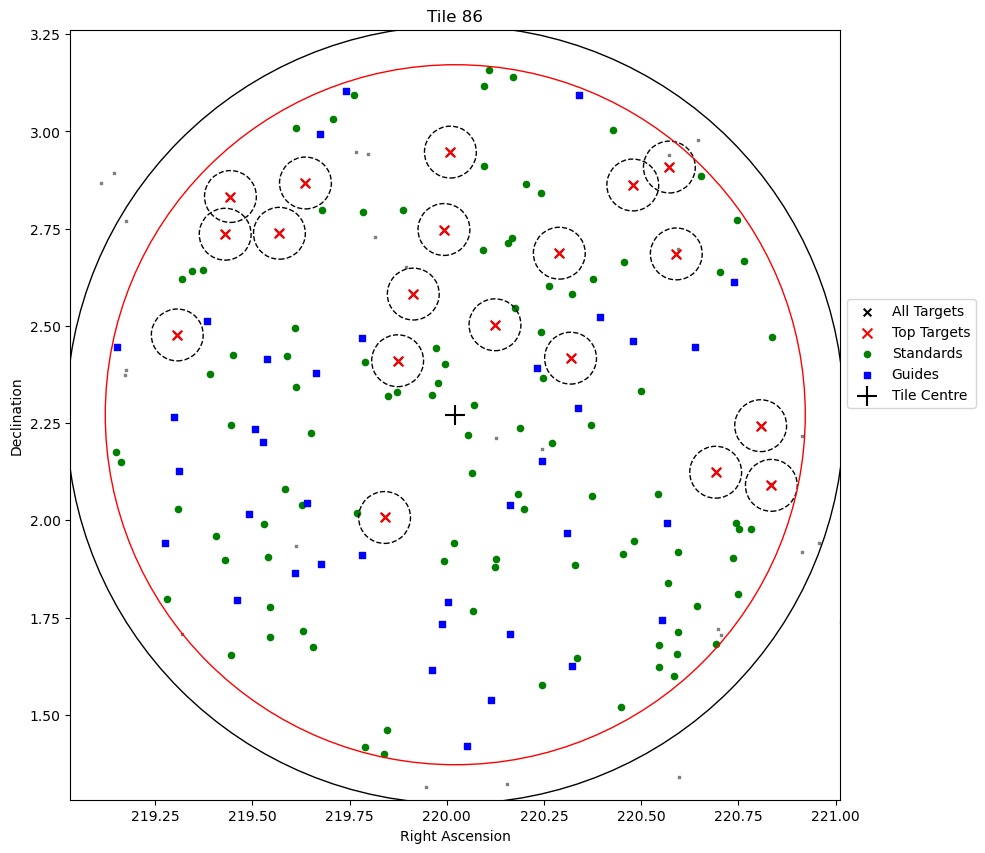 Tile 86
3.25
3.00
2.75
2.50
2.25
2.00
1.75
1.50
Declination
219.25 219.50 219.75 220.00 220.25 220.50 220.75 221.00
Right Ascension
All Targets
Top Targets
Standards
Guides
Tile Centre